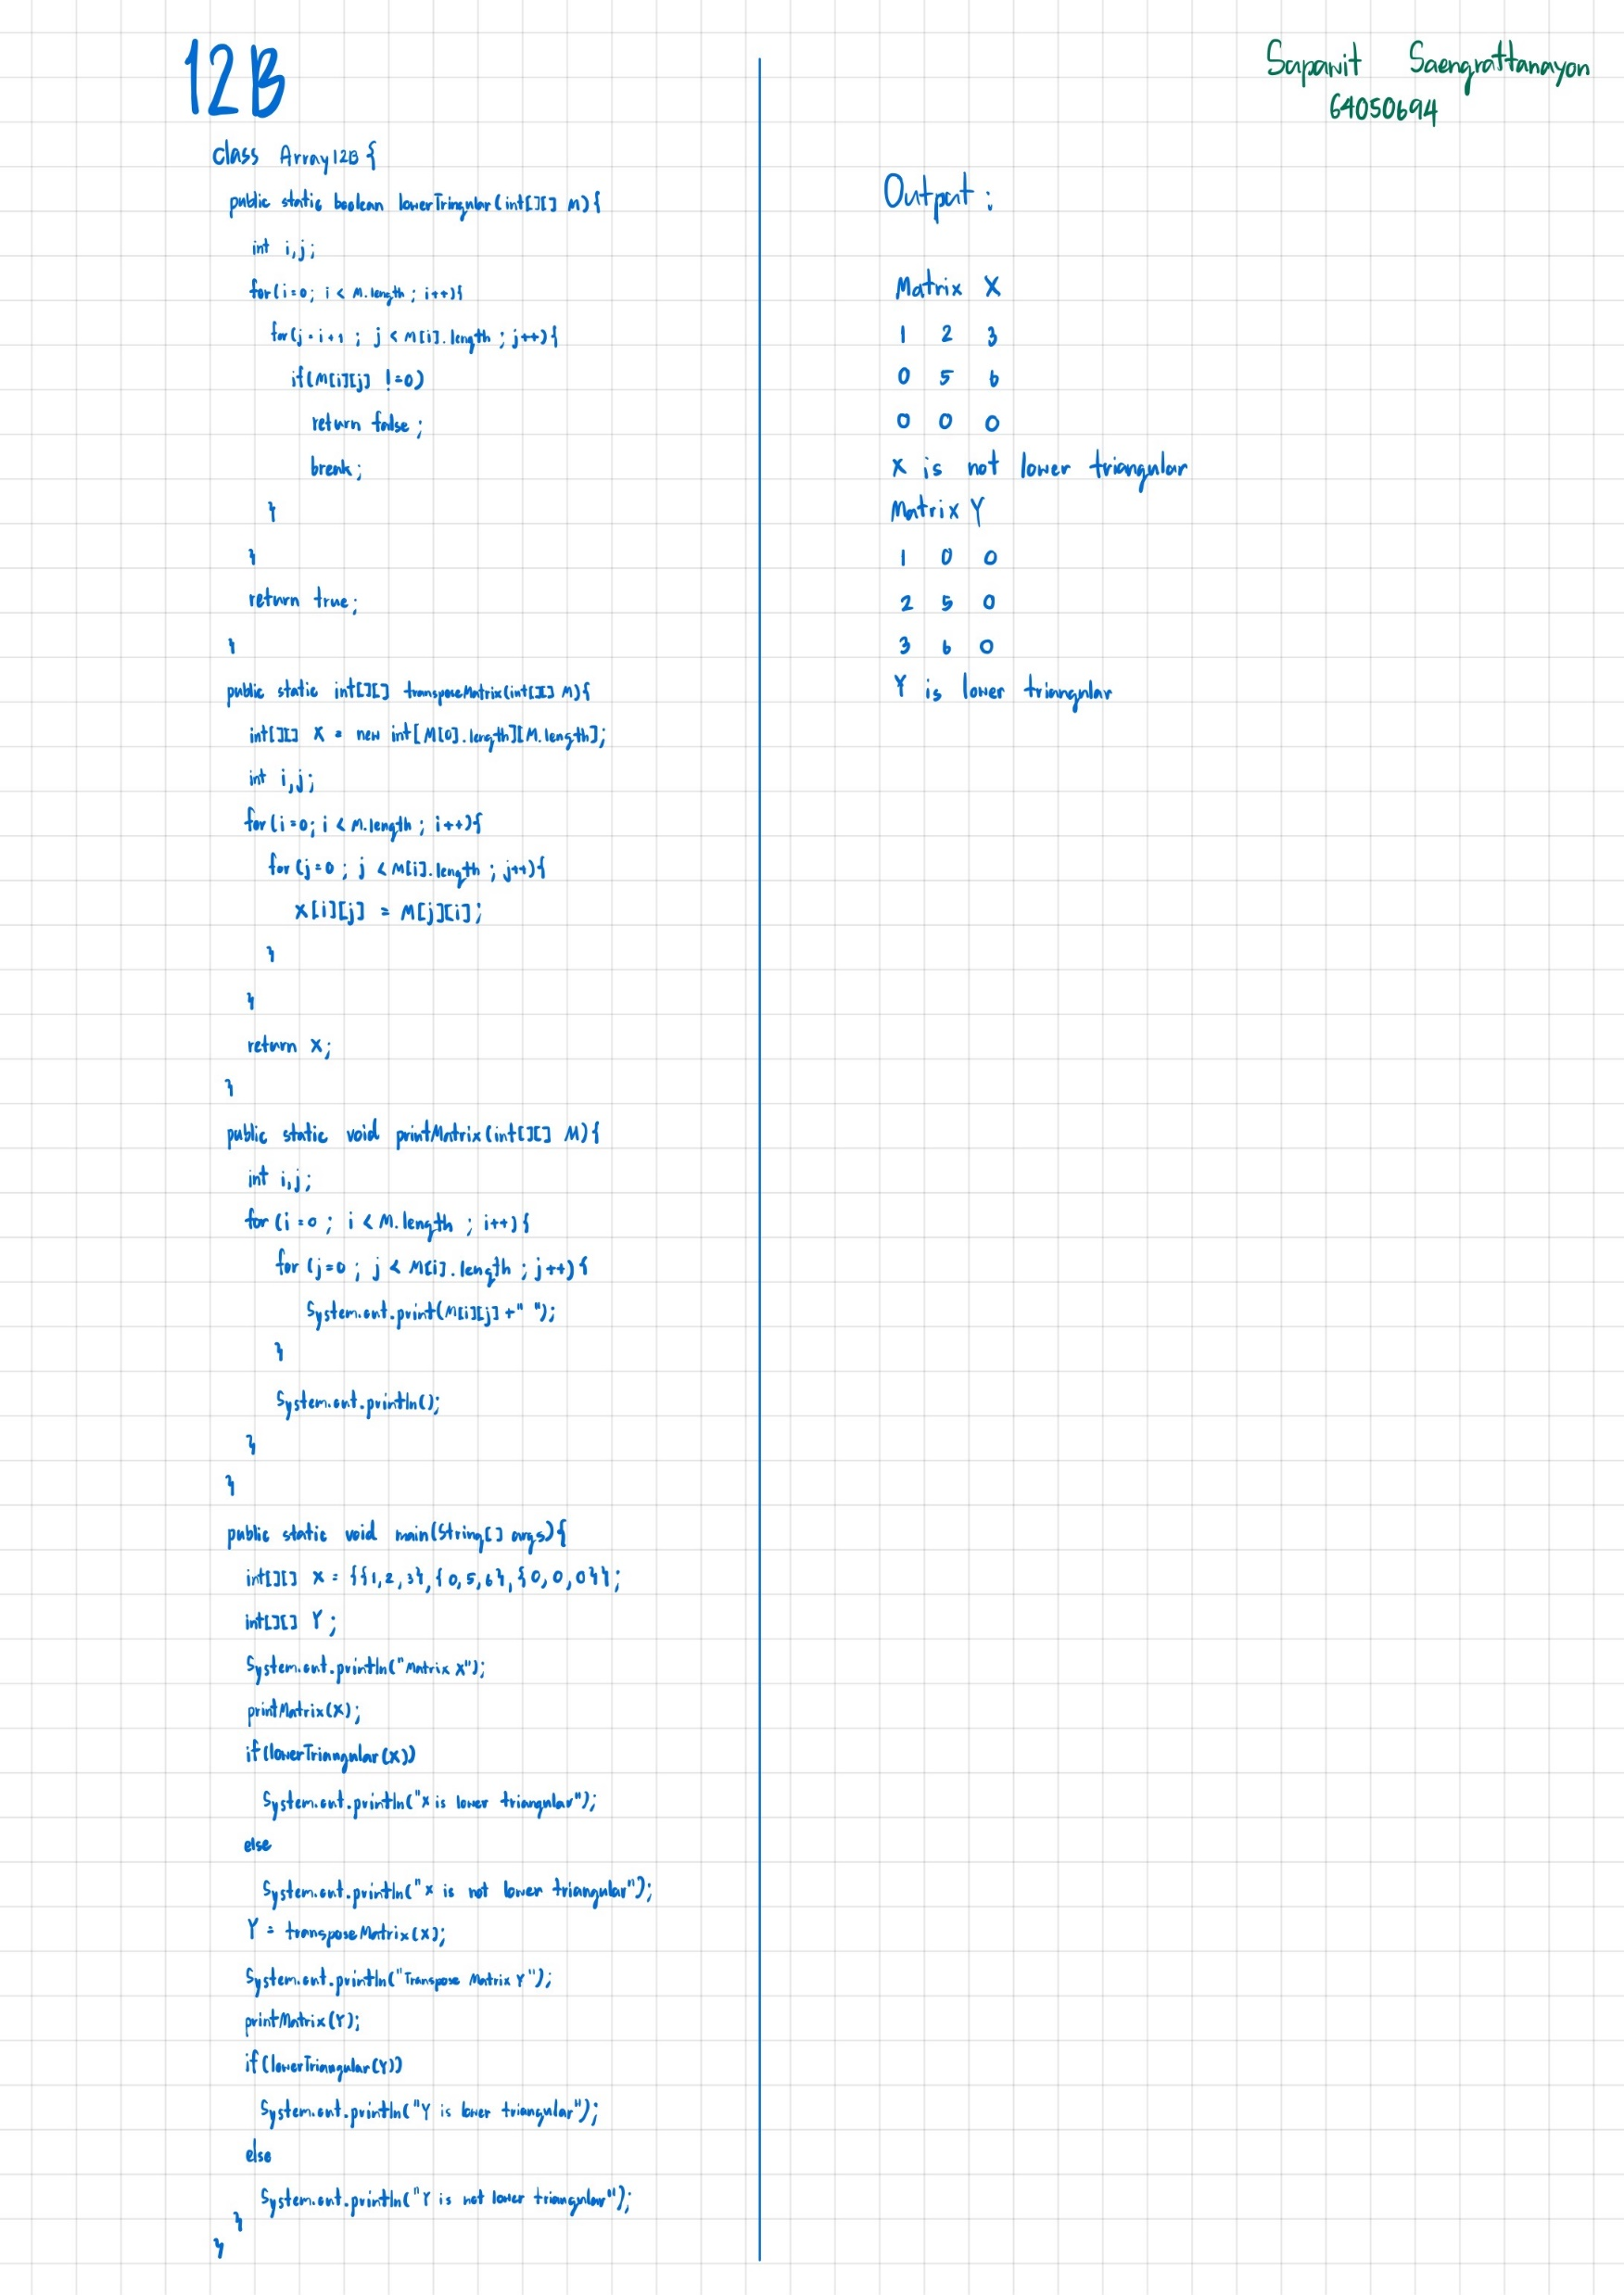 12B
Sapawit Saengrattanayon
64050694
class Array12B {
public static boolean lowerTringular(int[][] M){
int i,j;
for(i=0; i < M.length ; i++){
for(j=i+1 ; j < M[i].length ; j++){
if(M[i][j] !=0)
return false;
break;
}
}
return true;
}
public static int[][] transposeMatrix(int[][] M){
int[][] X = new int[M[0].length][M.length];
int i,j;
for(i=0; i < M.length ; i++){
for(j=0 ; j < M[i].length ; j++){
X[i][j] = M[j][i];
}
}
return X;
}
public static void printMatrix(int[][] M){
int i,j;
for (i=0 ; i < M.length ; i++){
for (j=0 ; j < M[i].length ; j++){
System.out.print(M[i][j] +" ");
}
System.out.println();
}
}
public static void main(String[] args){
int[][] X = {{1,2,3},{0,5,6},{0,0,0}};
int[][] Y;
System.out.println("Matrix X");
printMatrix(X);
if(lowerTriangular(X))
System.out.println("X is lower triangular");
else
System.out.println("X is not lower triangular");
Y = transposeMatrix(X);
System.out.println("Transpose Matrix Y");
printMatrix(Y);
if(lowerTriangular(Y))
System.out.println("Y is lower triangular");
else
System.out.println("Y is not lower triangular");
}
}
Output :
Matrix X
1 2 3
0 5 6
0 0 0
X is not lower triangular
Matrix Y
1 0 0
2 5 0
3 6 0
Y is lower triangular